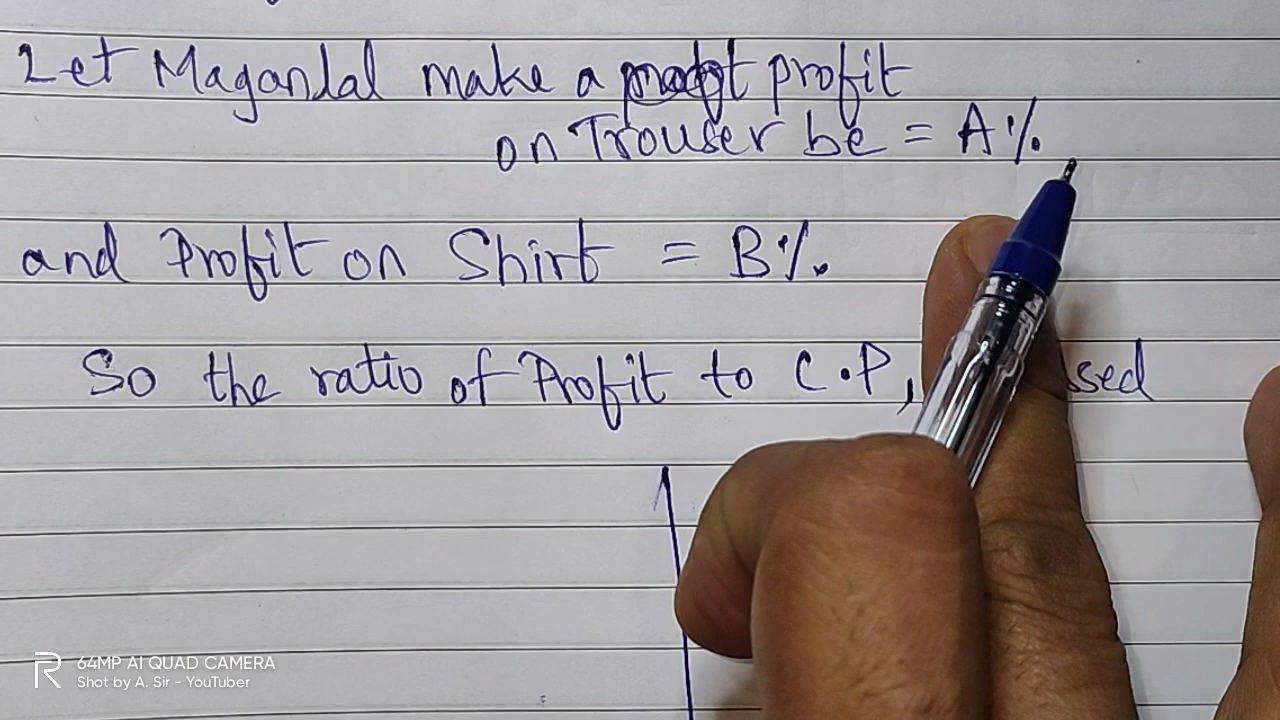 Let Maganlal make a profit
on Trouser be = A%
and Profit on Shirt = B%.
So the ratio of Profit to C.P,
64MP AI QUAD CAMERA
Shot by A. Sir - YouTuber